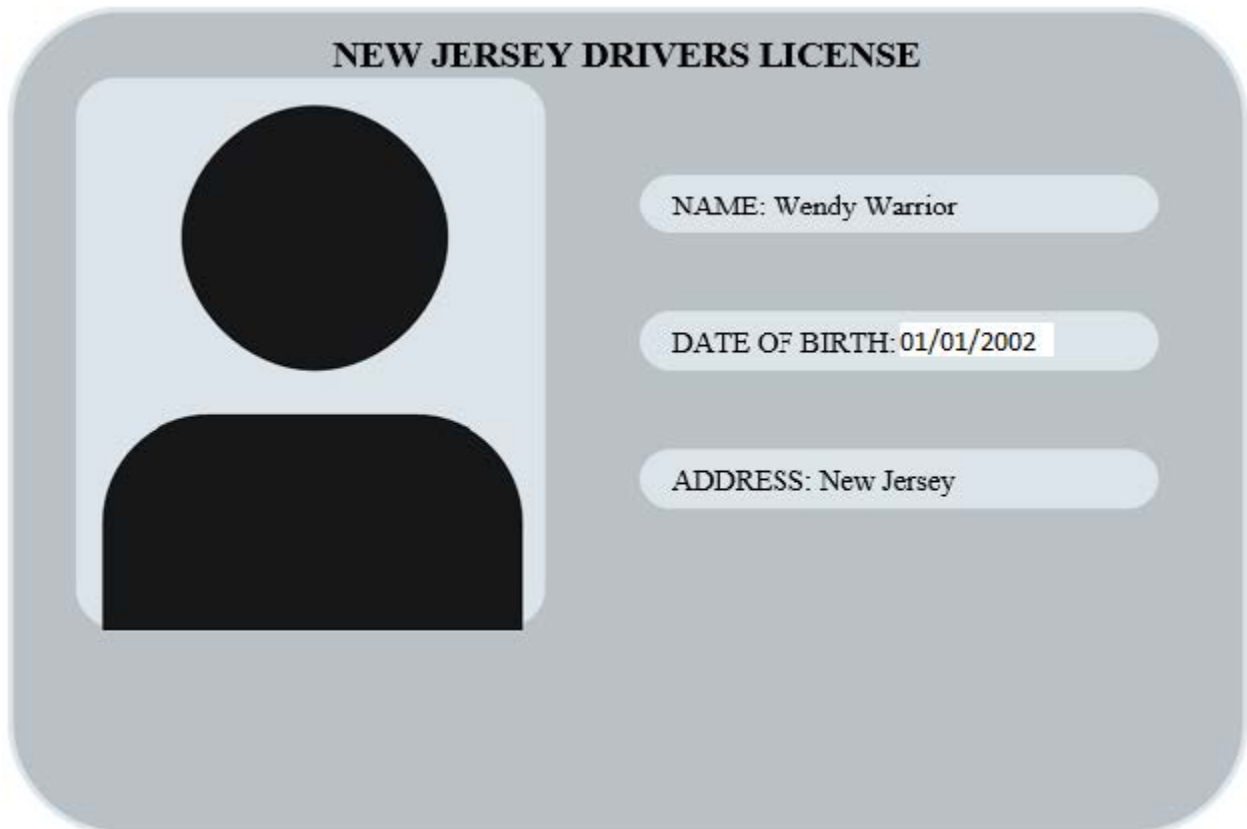 NEW JERSEY DRIVERS LICENSE
NAME: Wendy Warrior
DATE OF BIRTH: 01/01/2002
ADDRESS: New Jersey